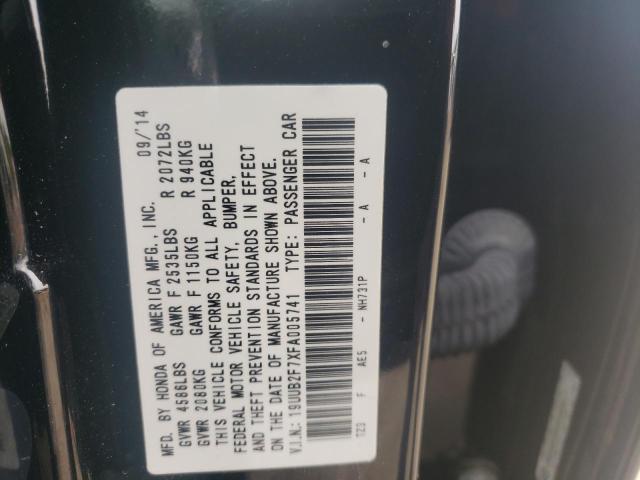 MFD. BY HONDA OF AMERICA MFG., INC. 09/'14
GVWR 4586LBS GAWR F 2535LBS R 2072LBS
GVWR 2080KG GAWR F 1150KG R 940KG
THIS VEHICLE CONFORMS TO ALL APPLICABLE
FEDERAL MOTOR VEHICLE SAFETY, BUMPER,
AND THEFT PREVENTION STANDARDS IN EFFECT
ON THE DATE OF MANUFACTURE SHOWN ABOVE.
V.I.N.: 19UUB2F7XFA005741 TYPE: PASSENGER CAR
TZ3 F AE5 - NH731P - A - A